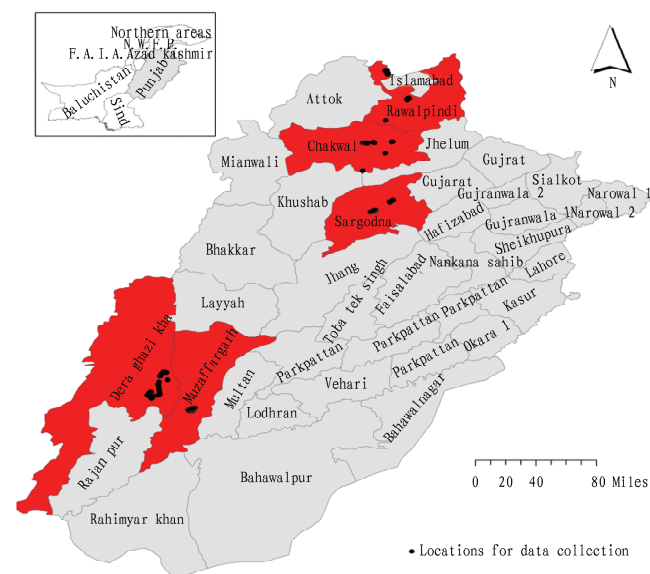 Northern areas
N.W.F.P.
F.A.I.A.Azad kashmir
Punjab
Baluchistan
Sind
N
Islamabad
Attok
Rawalpindi
Chakwal
Jhelum
Mianwali
Gujrat
Gujarat
Sialkot
Khushab
Gujranwala 2
Narowal 1
Sargodna
Hafizabad
Gujranwala 1
Narowal 2
Sheikhupura
Bhakkar
Nankana sahib
Lahore
Jhang
Toba tek singh
Faisalabad
Layyah
Parkpattan
Parkpattan
Kasur
Dera ghazi kha
Muzaffargarh
Parkpattan
Parkpattan
Okara 1
Multan
Vehari
Lodhran
Bahawalnagar
Rajan pur
Bahawalpur
Rahimyar khan
0 20 40 80 Miles
Locations for data collection